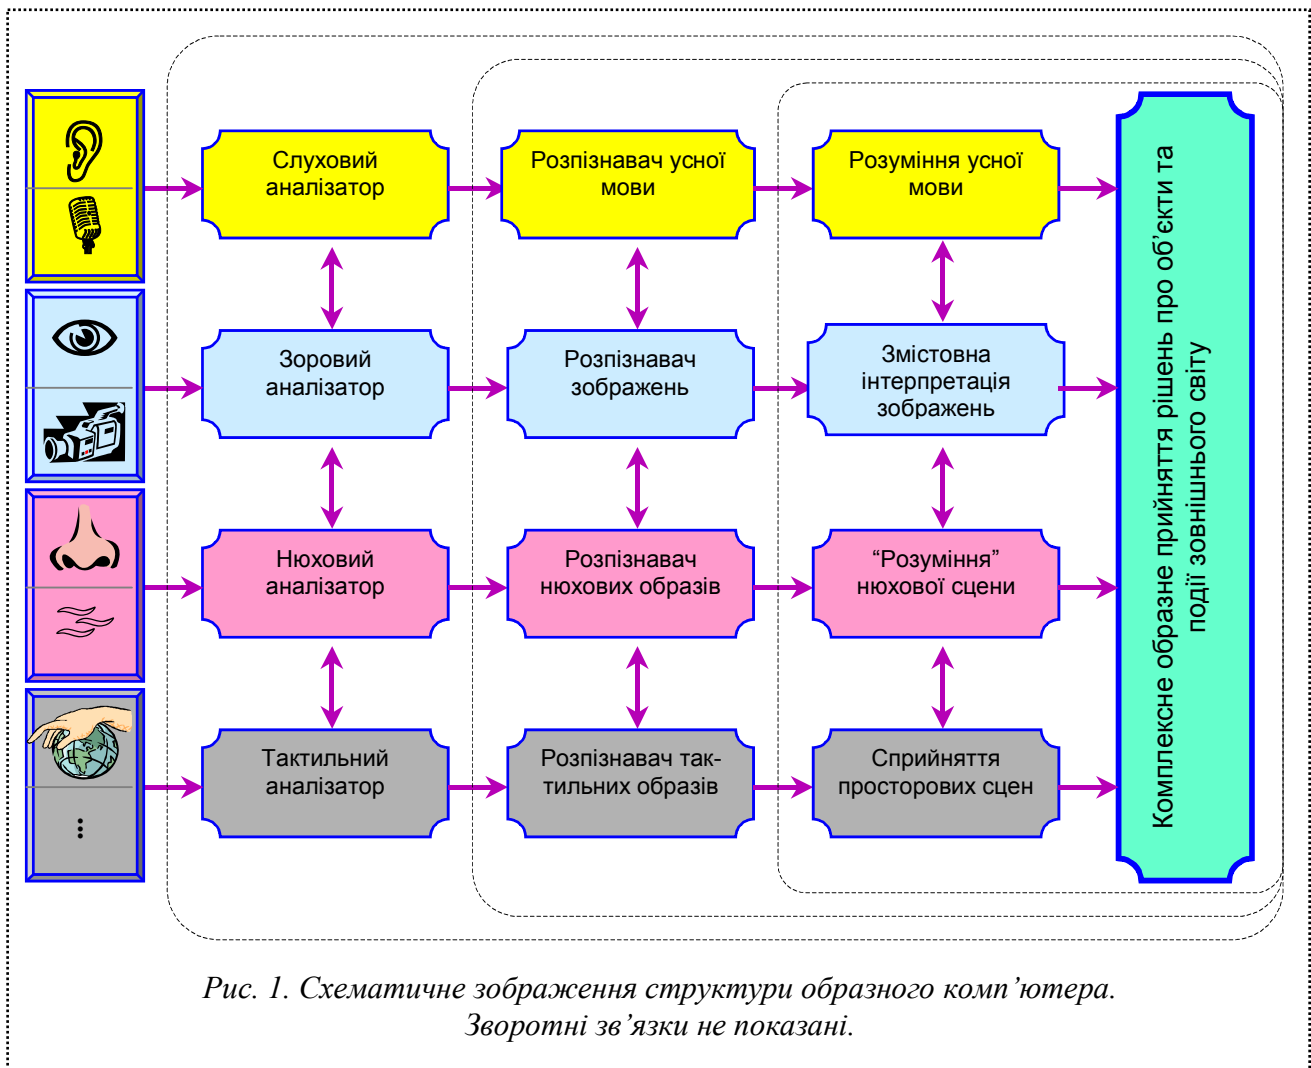 Слуховий
аналізатор
Розпізнавач усної
мови
Розуміння усної
мови
Зоровий
аналізатор
Розпізнавач
зображень
Змістовна
інтерпретація
зображень
Нюховий
аналізатор
Розпізнавач
нюхових образів
“Розуміння”
нюхової сцени
Тактильний
аналізатор
Розпізнавач так-
тильних образів
Сприйняття
просторових сцен
...
Комплексне образне прийняття рішень про об’єкти та
події зовнішнього світу
Рис. 1. Схематичне зображення структури образного комп’ютера.
Зворотні зв’язки не показані.